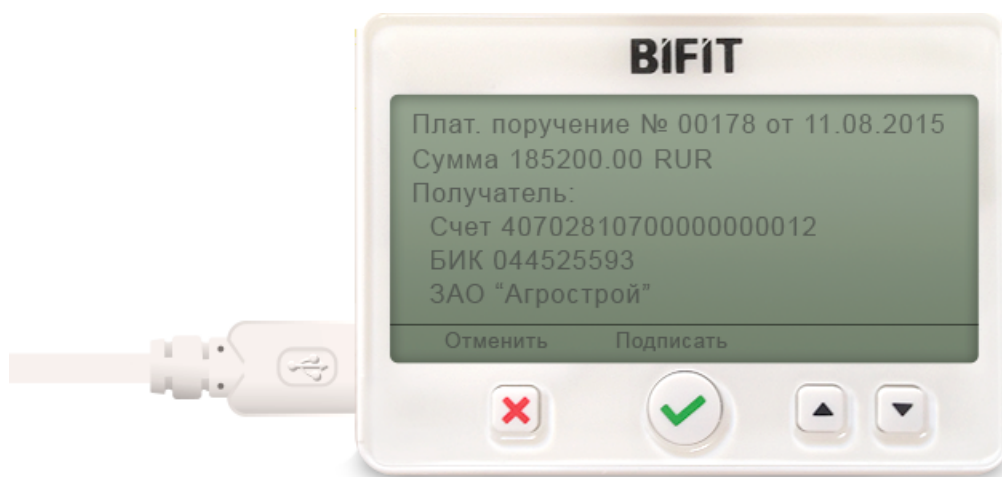 BIFIT
Плат. поручение № 00178 от 11.08.2015
Сумма 185200.00 RUR
Получатель:
Счет 40702810700000000012
БИК 044525593
ЗАО “Агрострой”
Отменить Подписать